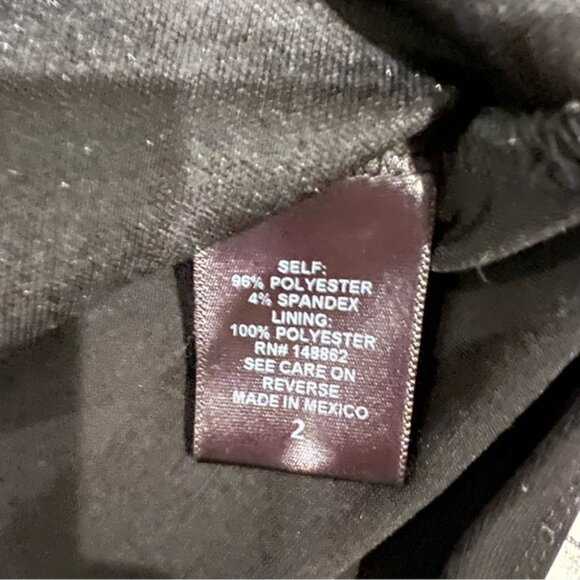 SELF:
96% POLYESTER
4% SPANDEX
LINING:
100% POLYESTER
RN# 148862
SEE CARE ON
REVERSE
MADE IN MEXICO
2